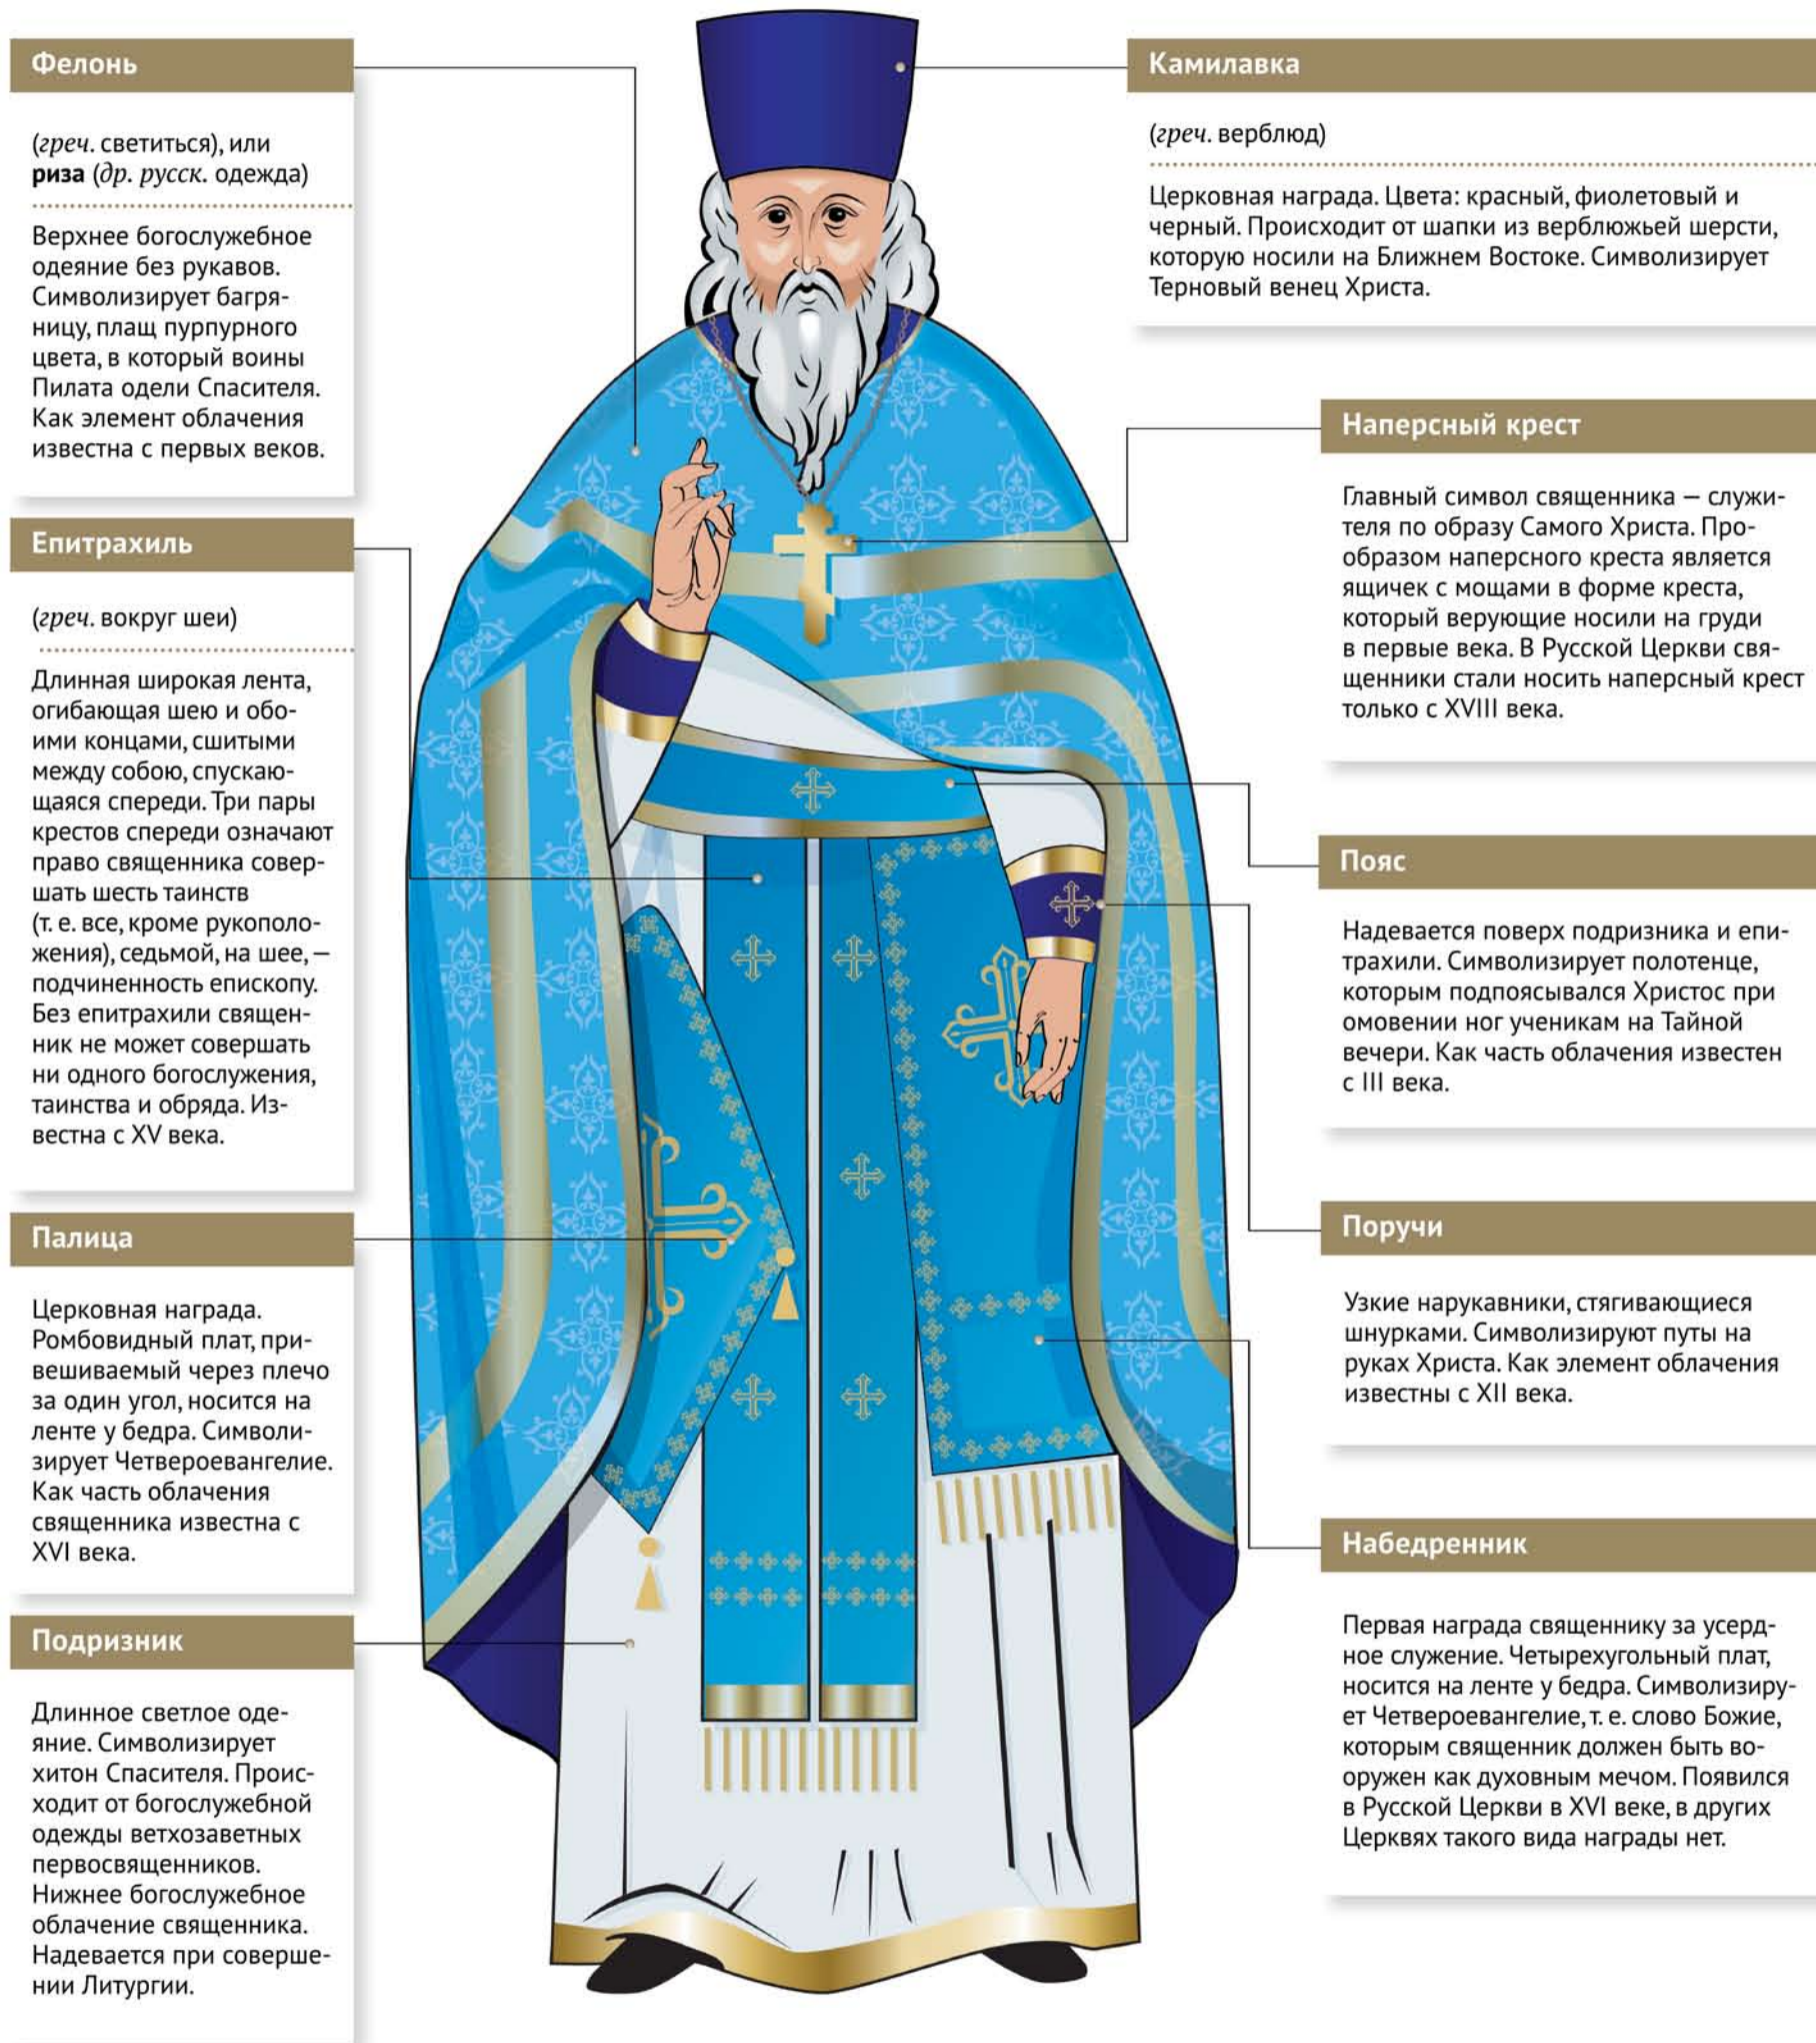 Фелонь
(греч. светиться), или
риза (др. русск. одежда)
Верхнее богослужебное
одеяние без рукавов.
Символизирует багря-
ницу, плащ пурпурного
цвета, в который воины
Пилата одели Спасителя.
Как элемент облачения
известна с первых веков.
Епитрахиль
(греч. вокруг шеи)
Длинная широкая лента,
огибающая шею и обо-
ими концами, сшитыми
между собою, спускаю-
щаяся спереди. Три пары
крестов спереди означают
право священника совер-
шать шесть таинств
(т. е. все, кроме рукополо-
жения), седьмой, на шее, —
подчиненность епископу.
Без епитрахили священ-
ник не может совершать
ни одного богослужения,
таинства и обряда. Из-
вестна с XV века.
Палица
Церковная награда.
Ромбовидный плат, при-
вешиваемый через плечо
за один угол, носится на
ленте у бедра. Символи-
зирует Четвероевангелие.
Как часть облачения
священника известна с
XVI века.
Подризник
Длинное светлое оде-
яние. Символизирует
хитон Спасителя. Проис-
ходит от богослужебной
одежды ветхозаветных
первосвященников.
Нижнее богослужебное
облачение священника.
Надевается при соверше-
нии Литургии.
Камилавка
(греч. верблюд)
Церковная награда. Цвета: красный, фиолетовый и
черный. Происходит от шапки из верблюжьей шерсти,
которую носили на Ближнем Востоке. Символизирует
Терновый венец Христа.
Наперсный крест
Главный символ священника — служи-
теля по образу Самого Христа. Про-
образом наперсного креста является
ящичек с мощами в форме креста,
который верующие носили на груди
в первые века. В Русской Церкви свя-
щенники стали носить наперсный крест
только с XVIII века.
Пояс
Надевается поверх подризника и епи-
трахили. Символизирует полотенце,
которым подпоясывался Христос при
омовении ног ученикам на Тайной
вечери. Как часть облачения известен
с III века.
Поручи
Узкие нарукавники, стягивающиеся
шнурками. Символизируют путы на
руках Христа. Как элемент облачения
известны с XII века.
Набедренник
Первая награда священнику за усерд-
ное служение. Четырехугольный плат,
носится на ленте у бедра. Символизиру-
ет Четвероевангелие, т. е. слово Божие,
которым священник должен быть во-
оружен как духовным мечом. Появился
в Русской Церкви в XVI веке, в других
Церквях такого вида награды нет.